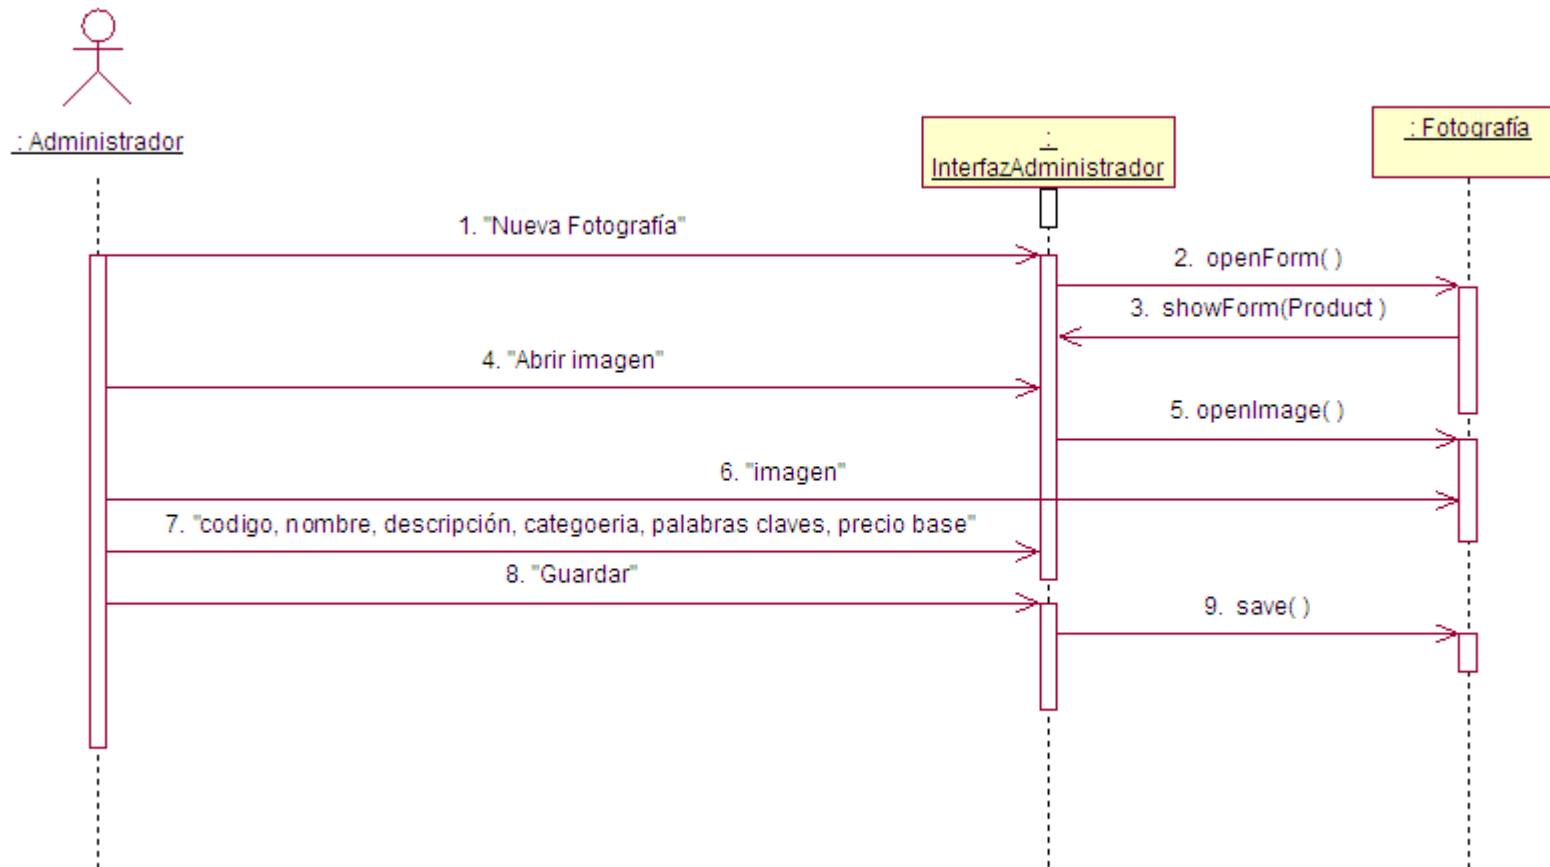 : Administrador
:
InterfazAdministrador
: Fotografía
1. "Nueva Fotografía"
2. openForm( )
3. showForm(Product )
4. "Abrir imagen"
5. openImage( )
6. "imagen"
7. "codigo, nombre, descripción, categoeria, palabras claves, precio base"
8. "Guardar"
9. save( )